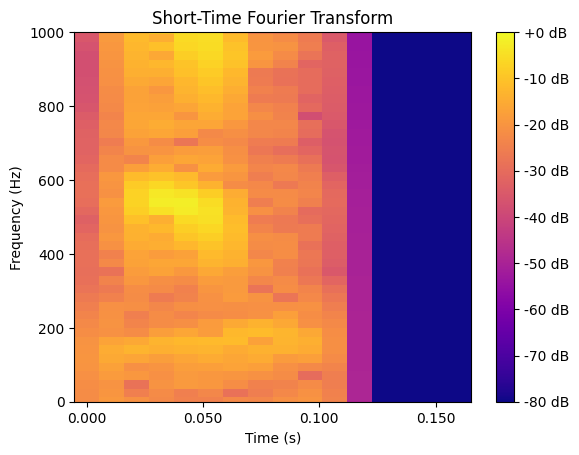 Short-Time Fourier Transform
1000
800
600
400
200
0
Frequency (Hz)
0.000
0.050
0.100
0.150
Time (s)
+0 dB
-10 dB
-20 dB
-30 dB
-40 dB
-50 dB
-60 dB
-70 dB
-80 dB